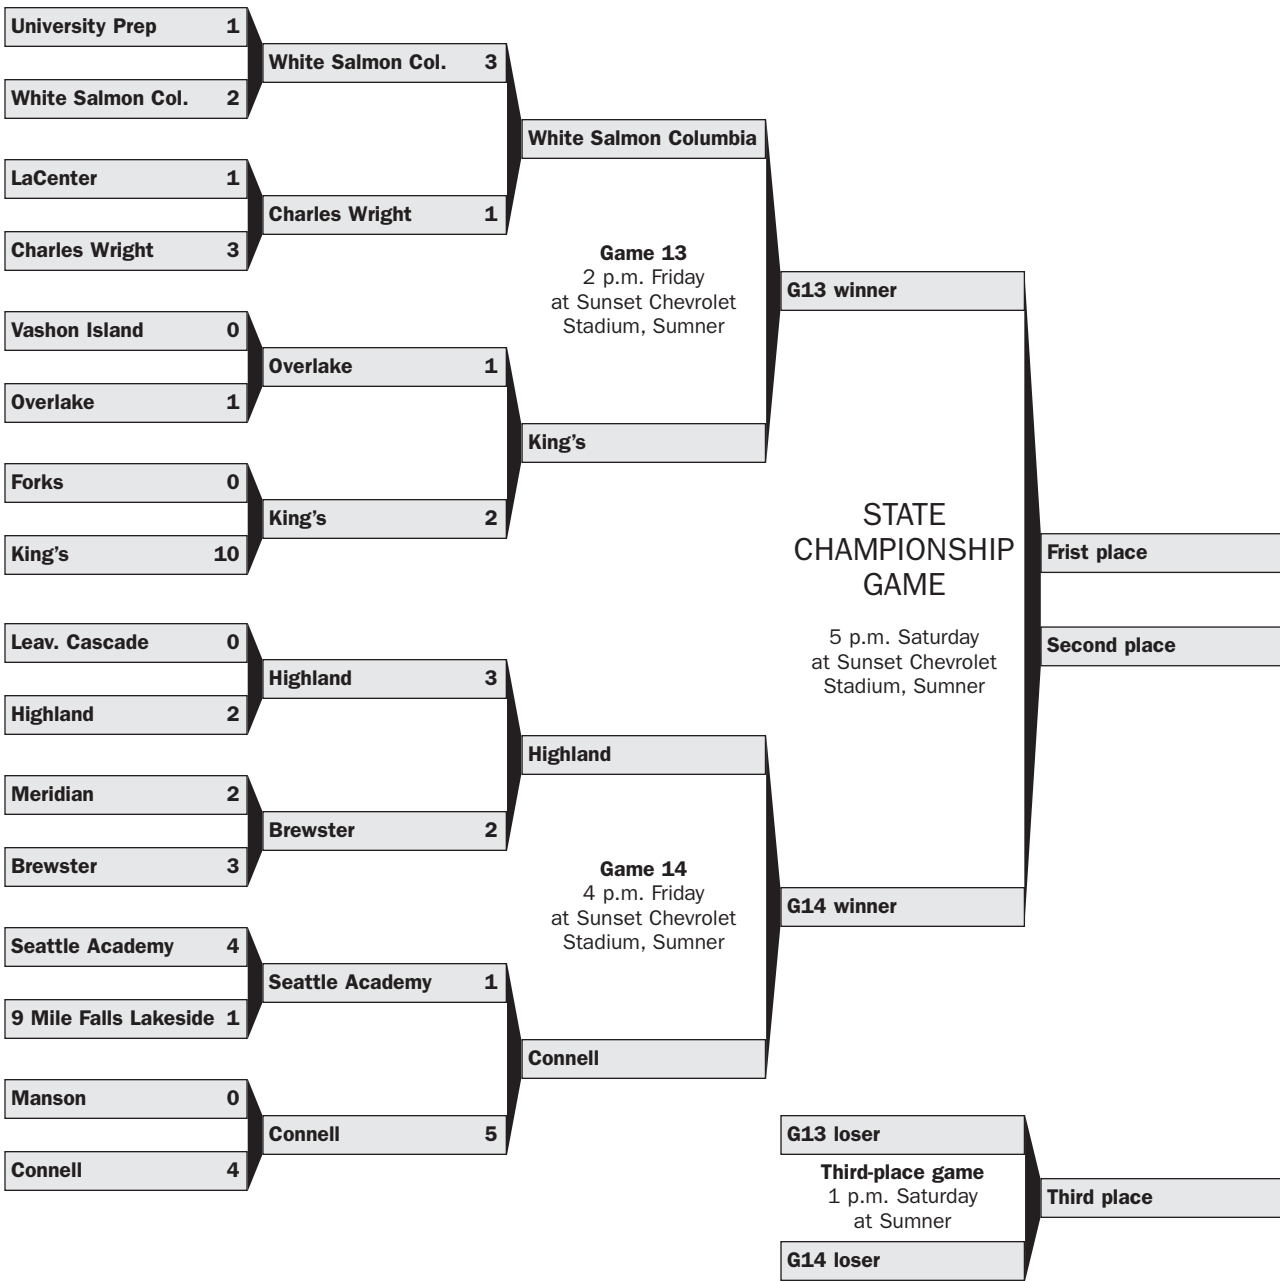 University Prep 1
White Salmon Col. 2
LaCenter 1
Charles Wright 3
Vashon Island 0
Overlake 1
Forks 0
King's 10
Leav. Cascade 0
Highland 2
Meridian 2
Brewster 3
Seattle Academy 4
9 Mile Falls Lakeside 1
Manson 0
Connell 4
White Salmon Col. 3
Charles Wright 1
Overlake 1
King's 2
Highland 3
Brewster 2
Seattle Academy 1
Connell 5
White Salmon Columbia
Game 13
2 p.m. Friday
at Sunset Chevrolet
Stadium, Sumner
King's
Highland
Game 14
4 p.m. Friday
at Sunset Chevrolet
Stadium, Sumner
Connell
G13 winner
STATE
CHAMPIONSHIP
GAME
5 p.m. Saturday
at Sunset Chevrolet
Stadium, Sumner
G14 winner
Frist place
Second place
G13 loser
Third-place game
1 p.m. Saturday
at Sumner
G14 loser
Third place